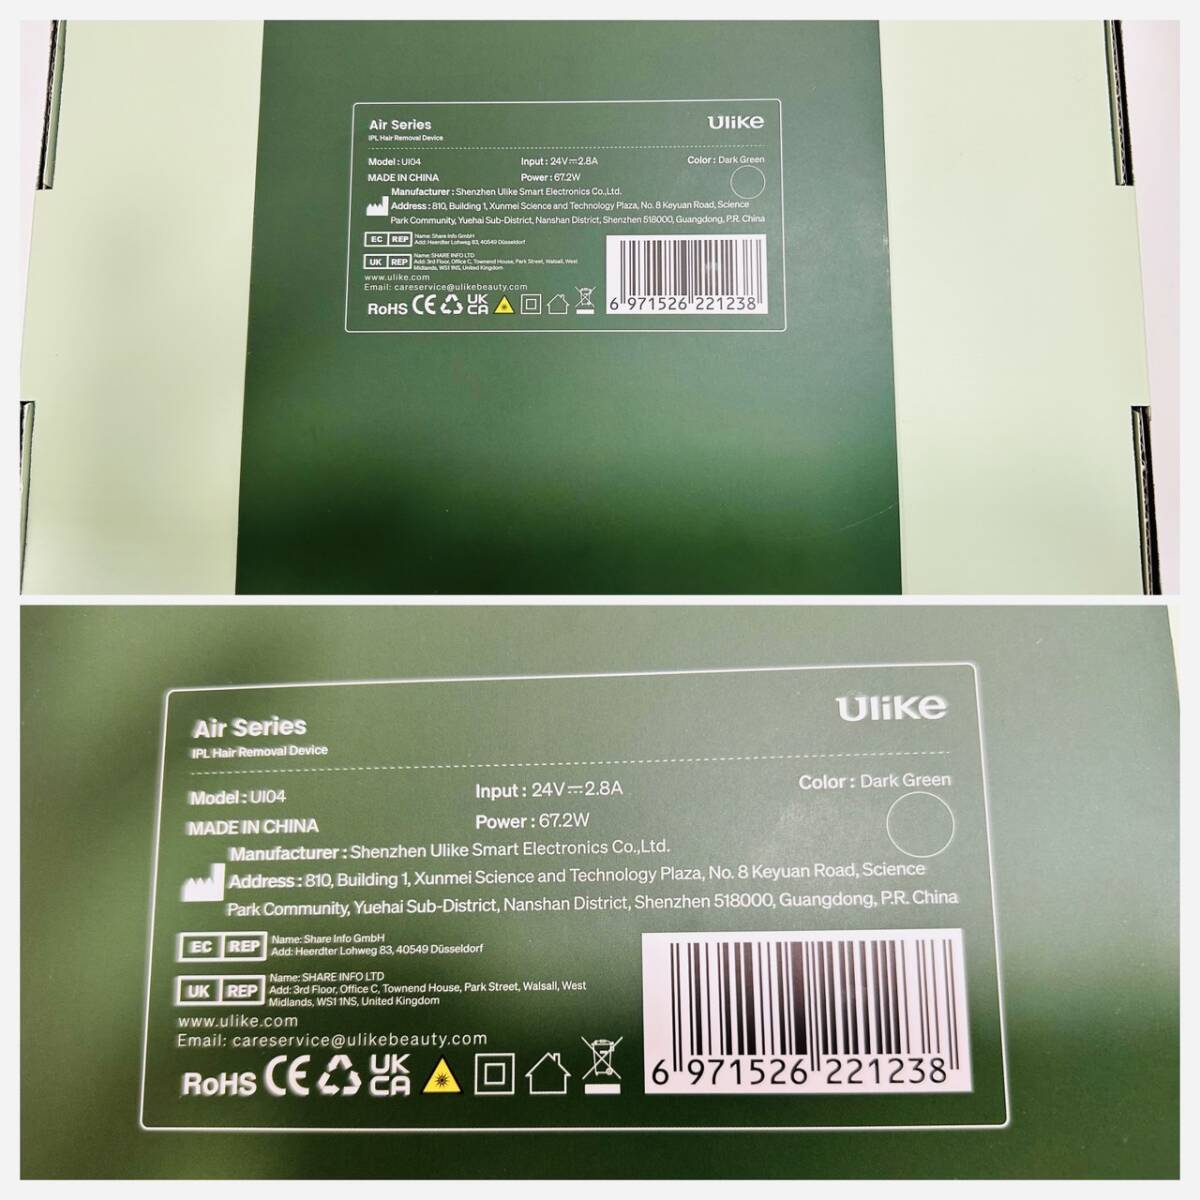 Air Series
Ulike
IPL Hair Removal Device
Model : UI04
Input : 24V⎓2.8A
Color : Dark Green
MADE IN CHINA
Power : 67.2W
Manufacturer : Shenzhen Ulike Smart Electronics Co.,Ltd.
Address : 810, Building 1, Xunmei Science and Technology Plaza, No. 8 Keyuan Road, Science
Park Community, Yuehai Sub-District, Nanshan District, Shenzhen 518000, Guangdong, P.R. China
EC REP
Name: Share Info GmbH
Add: Heerdter Lohweg 83, 40549 Düsseldorf
UK REP
Name: SHARE INFO LTD
Add: 3rd Floor, Office C, Townend House, Park Street, Walsall, West
Midlands, WS1 1NS, United Kingdom
www.ulike.com
Email: careservice@ulikebeauty.com
RoHS CE UK CA
6 971526 221238
Air Series
Ulike
IPL Hair Removal Device
Model : UI04
Input : 24V⎓2.8A
Color : Dark Green
MADE IN CHINA
Power : 67.2W
Manufacturer : Shenzhen Ulike Smart Electronics Co.,Ltd.
Address : 810, Building 1, Xunmei Science and Technology Plaza, No. 8 Keyuan Road, Science
Park Community, Yuehai Sub-District, Nanshan District, Shenzhen 518000, Guangdong, P.R. China
EC REP
Name: Share Info GmbH
Add: Heerdter Lohweg 83, 40549 Düsseldorf
UK REP
Name: SHARE INFO LTD
Add: 3rd Floor, Office C, Townend House, Park Street, Walsall, West
Midlands, WS1 1NS, United Kingdom
www.ulike.com
Email: careservice@ulikebeauty.com
RoHS CE UK CA
6 971526 221238